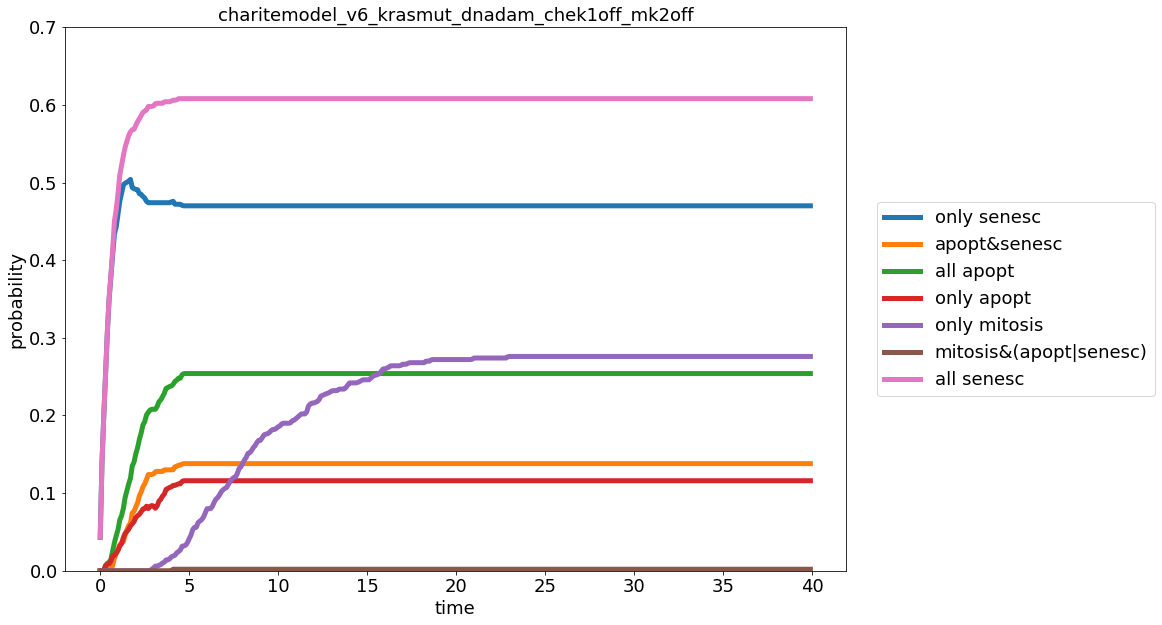 charitemodel_v6_krasmut_dnadam_chek1off_mk2off
0.7
0.6
0.5
0.4
0.3
0.2
0.1
0.0
probability
0 5 10 15 20 25 30 35 40
time
only senesc
apopt&senesc
all apopt
only apopt
only mitosis
mitosis&(apopt|senesc)
all senesc